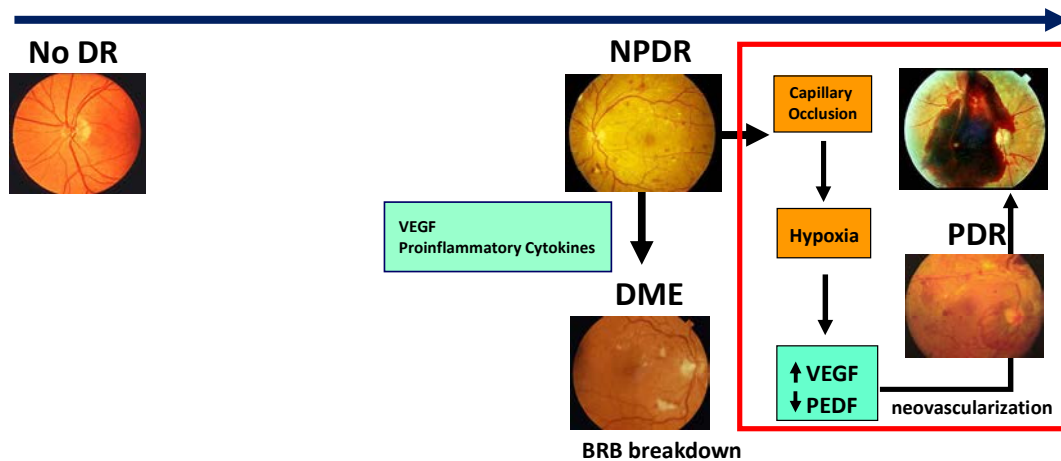 No DR
NPDR
VEGF
Proinflammatory Cytokines
DME
BRB breakdown
Capillary
Occlusion
Hypoxia
VEGF
PEDF
PDR
neovascularization